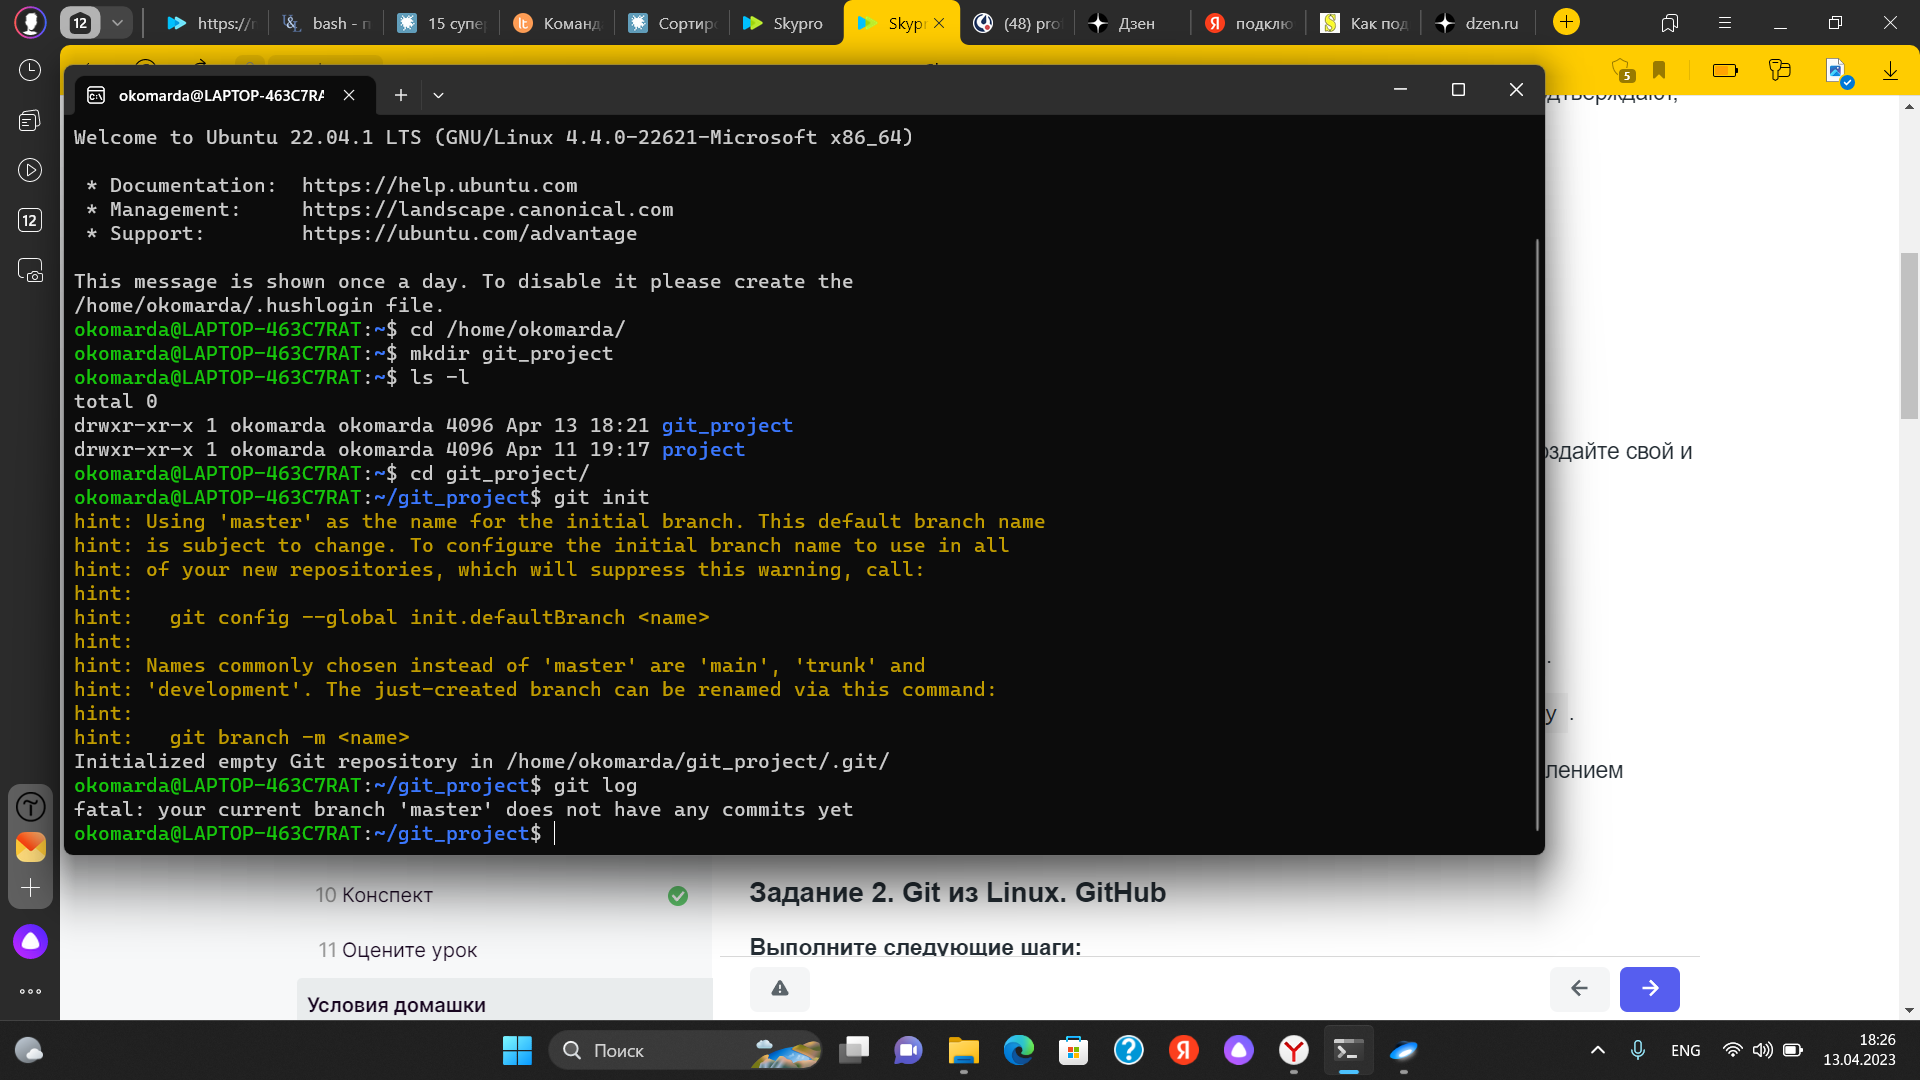 12
https://r
bash - п
15 супе
Команд
Сортир
Skypro
Skyp
(48) pro
Дзен
подклю
Как под
dzen.ru
5
12
okomarda@LAPTOP-463C7RA
Welcome to Ubuntu 22.04.1 LTS (GNU/Linux 4.4.0-22621-Microsoft x86_64)
* Documentation: https://help.ubuntu.com
* Management: https://landscape.canonical.com
* Support: https://ubuntu.com/advantage
This message is shown once a day. To disable it please create the
/home/okomarda/.hushlogin file.
okomarda@LAPTOP-463C7RAT:~$ cd /home/okomarda/
okomarda@LAPTOP-463C7RAT:~$ mkdir git_project
okomarda@LAPTOP-463C7RAT:~$ ls -l
total 0
drwxr-xr-x 1 okomarda okomarda 4096 Apr 13 18:21 git_project
drwxr-xr-x 1 okomarda okomarda 4096 Apr 11 19:17 project
okomarda@LAPTOP-463C7RAT:~$ cd git_project/
okomarda@LAPTOP-463C7RAT:~/git_project$ git init
hint: Using 'master' as the name for the initial branch. This default branch name
hint: is subject to change. To configure the initial branch name to use in all
hint: of your new repositories, which will suppress this warning, call:
hint:
hint: git config --global init.defaultBranch <name>
hint:
hint: Names commonly chosen instead of 'master' are 'main', 'trunk' and
hint: 'development'. The just-created branch can be renamed via this command:
hint:
hint: git branch -m <name>
Initialized empty Git repository in /home/okomarda/git_project/.git/
okomarda@LAPTOP-463C7RAT:~/git_project$ git log
fatal: your current branch 'master' does not have any commits yet
okomarda@LAPTOP-463C7RAT:~/git_project$
оздайте свой и
y .
лением
10 Конспект
11 Оцените урок
Условия домашки
Задание 2. Git из Linux. GitHub
Выполните следующие шаги:
Поиск
ENG
18:26
13.04.2023